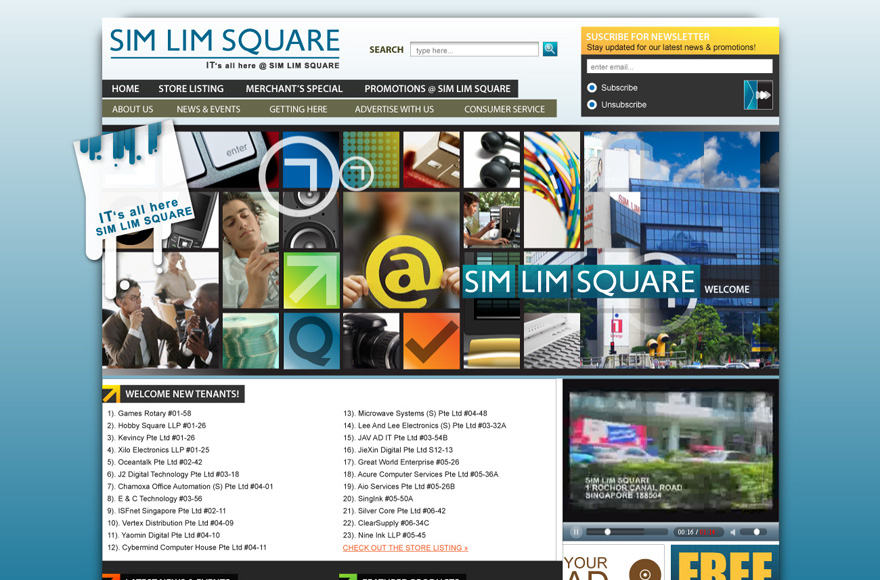 SIM LIM SQUARE
IT's all here @ SIM LIM SQUARE
SEARCH
type here...
SUSCRIBE FOR NEWSLETTER
Stay updated for our latest news & promotions!
enter email...
Subscribe
Unsubscribe
HOME STORE LISTING MERCHANT'S SPECIAL PROMOTIONS @ SIM LIM SQUARE
ABOUT US NEWS & EVENTS GETTING HERE ADVERTISE WITH US CONSUMER SERVICE
enter
IT's all here
SIM LIM SQUARE
@
SIM LIM
SIM LIM SQUARE WELCOME
1
WELCOME NEW TENANTS!
1). Games Rotary #01-58
2). Hobby Square LLP #01-26
3). Kevincy Pte Ltd #01-26
4). Xilo Electronics LLP #01-25
5). Oceantalk Pte Ltd #02-42
6). J2 Digital Technology Pte Ltd #03-18
7). Chamoxa Office Automation (S) Pte Ltd #04-01
8). E & C Technology #03-56
9). ISFnet Singapore Pte Ltd #02-11
10). Vertex Distribution Pte Ltd #04-09
11). Yaomin Digital Pte Ltd #04-10
12). Cybermind Computer House Pte Ltd #04-11
13). Microwave Systems (S) Pte Ltd #04-48
14). Lee And Lee Electronics (S) Pte Ltd #03-32A
15). JAV AD IT Pte Ltd #03-54B
16). JieXin Digital Pte Ltd S12-13
17). Great World Enterprise #05-26
18). Acure Computer Services Pte Ltd #05-36A
19). Aio Services Pte Ltd #05-26B
20). SingInk #05-50A
21). Silver Core Pte Ltd #06-42
22). ClearSupply #06-34C
23). Nine Ink LLP #05-45
CHECK OUT THE STORE LISTING »
SIM LIM SQUARE
1 ROCHOR CANAL ROAD
SINGAPORE 188504
00:16 /
YOUR
AD
FREE
LATEST NEWS & EVENTS
FEATURED PRODUCTS